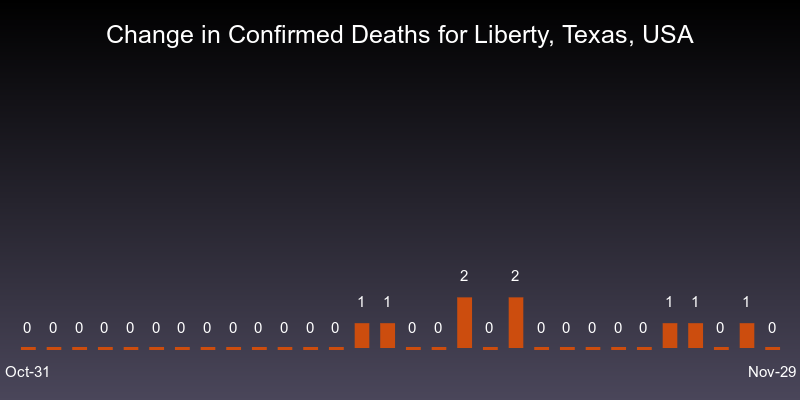 Change in Confirmed Deaths for Liberty, Texas, USA
0 0 0 0 0 0 0 0 0 0 0 0 0 1 1 0 0 2 0 2 0 0 0 0 0 1 1 0 1 0
Oct-31 Nov-29